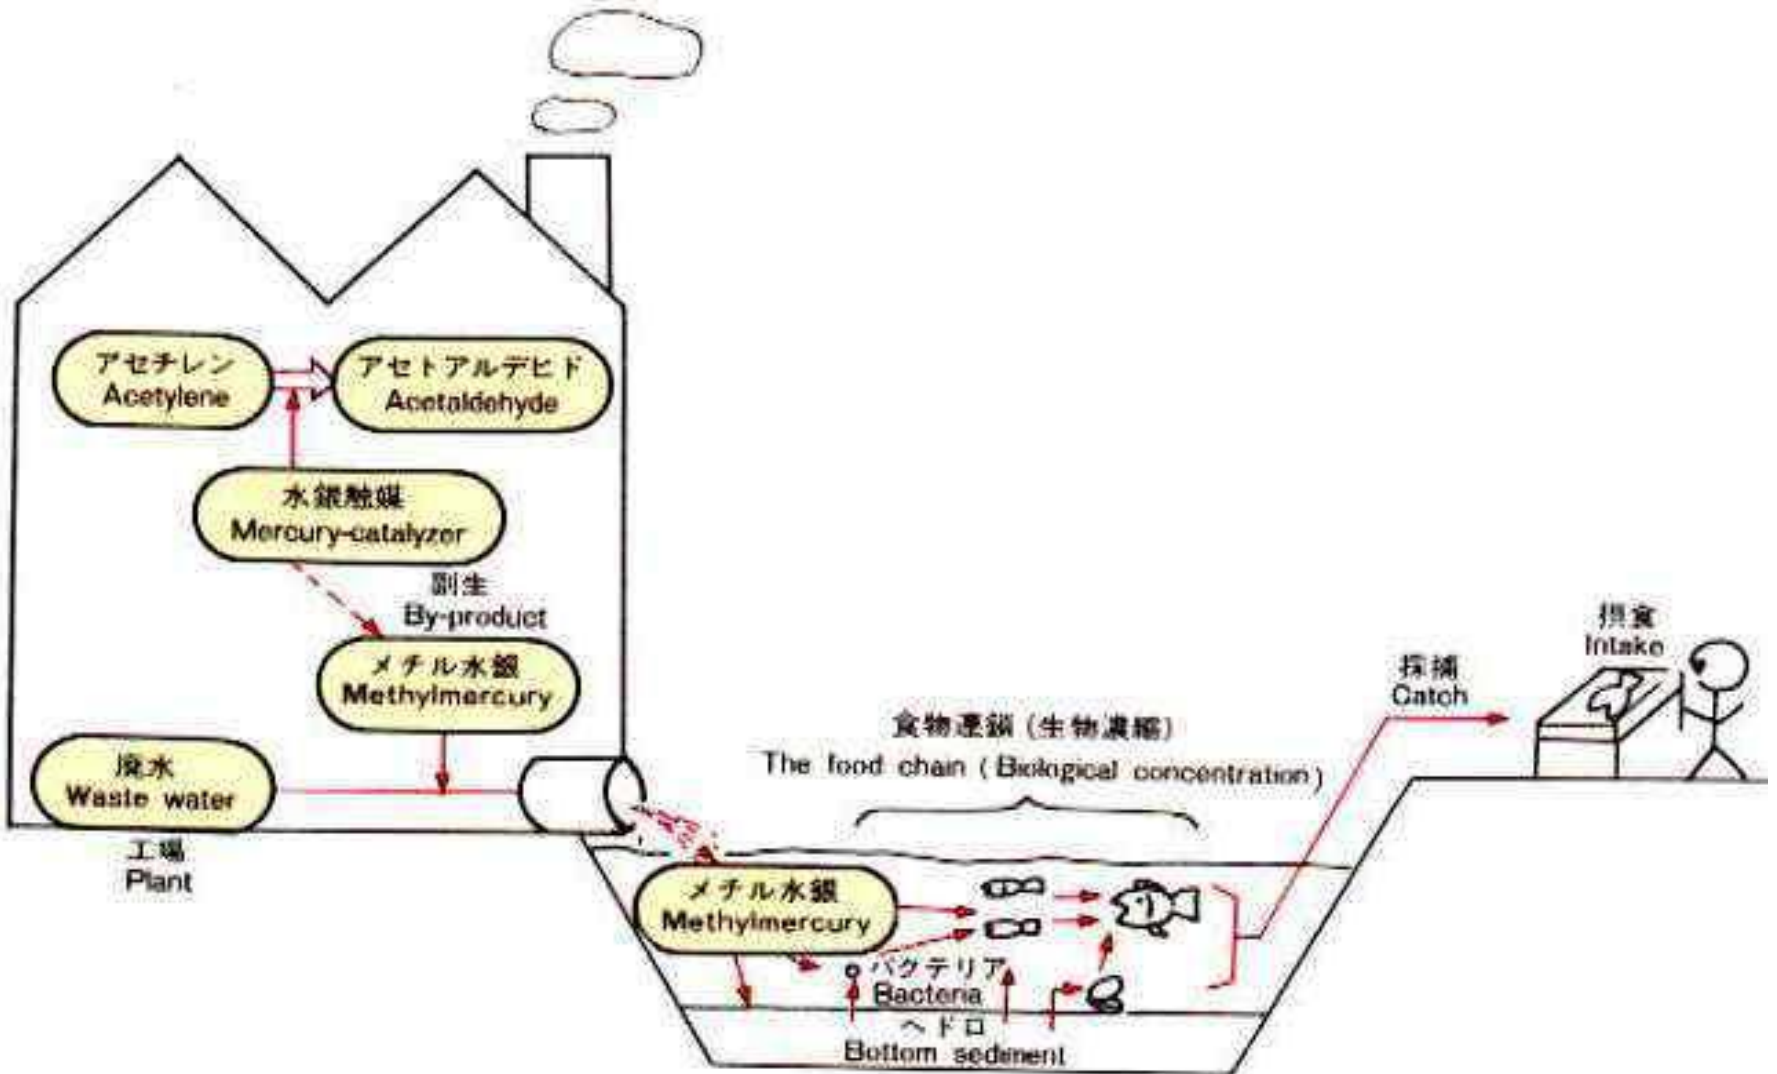 アセチレン
Acetylene
アセトアルデヒド
Acetaldehyde
水銀触媒
Mercury-catalyzer
副生
By-product
メチル水銀
Methylmercury
廃水
Waste water
工場
Plant
食物連鎖 (生物濃縮)
The food chain (Biological concentration)
メチル水銀
Methylmercury
バクテリア
Bacteria
ヘドロ
Bottom sediment
採捕
Catch
摂食
Intake